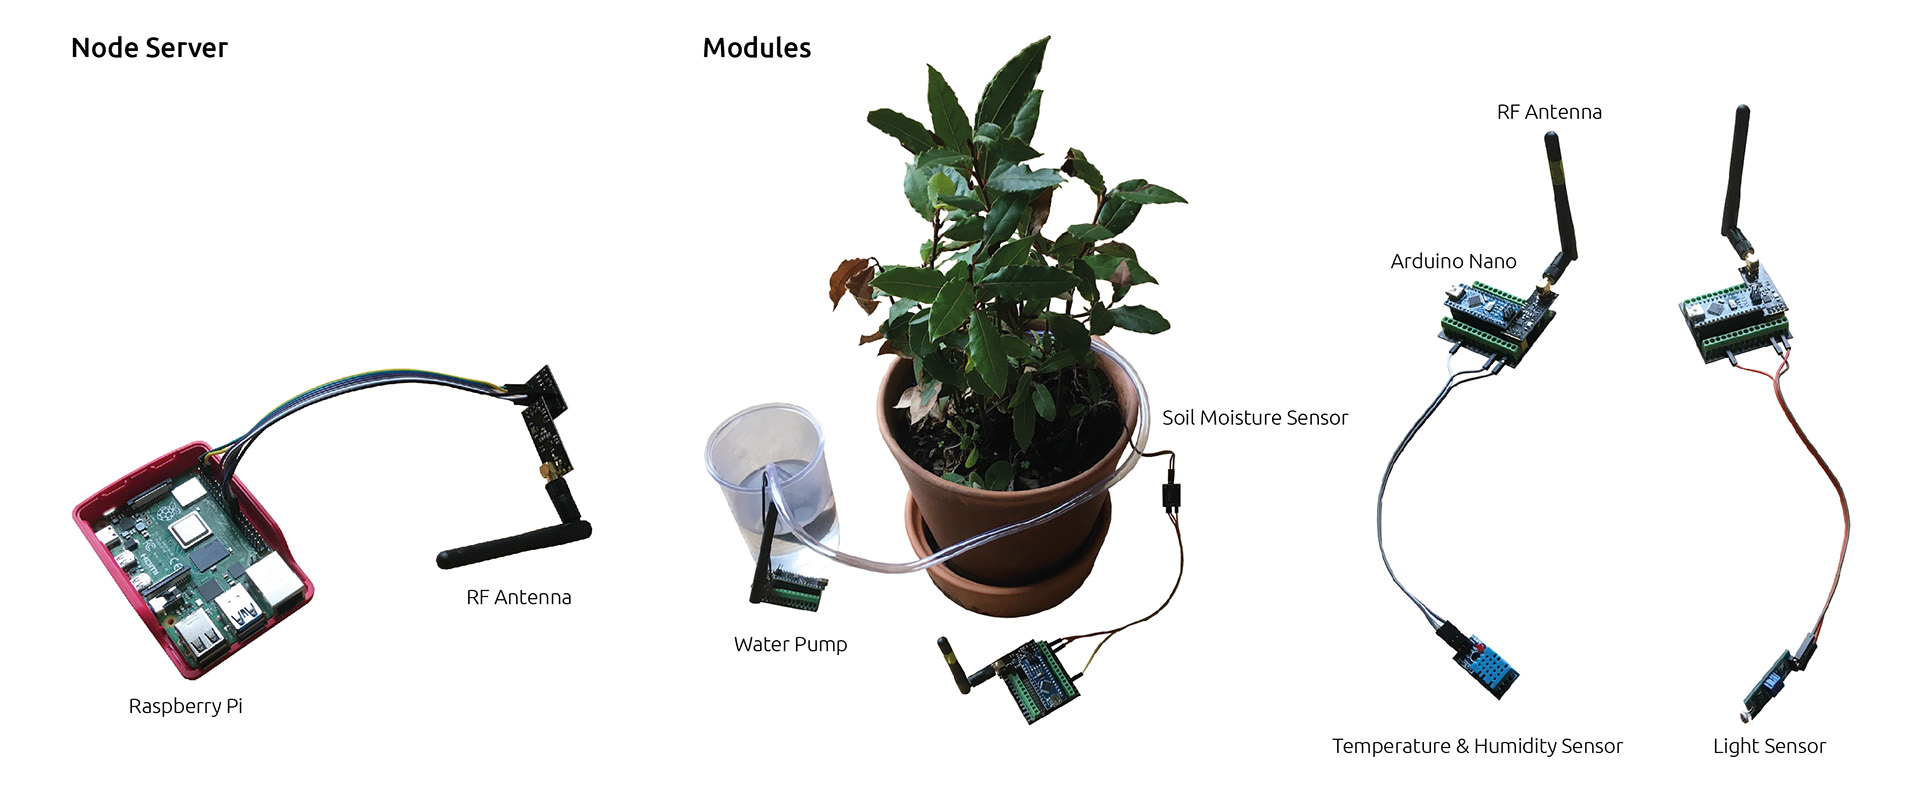 Node Server
Modules
RF Antenna
Arduino Nano
Soil Moisture Sensor
RF Antenna
Water Pump
Raspberry Pi
Temperature & Humidity Sensor
Light Sensor